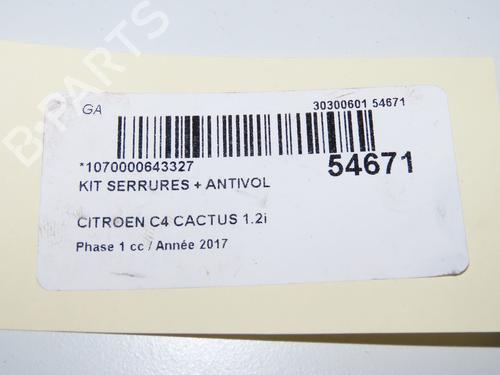 GA
30300601 54671
*1070000643327
54671
KIT SERRURES + ANTIVOL
CITROEN C4 CACTUS 1.2i
Phase 1 cc / Année 2017
B-PARTS